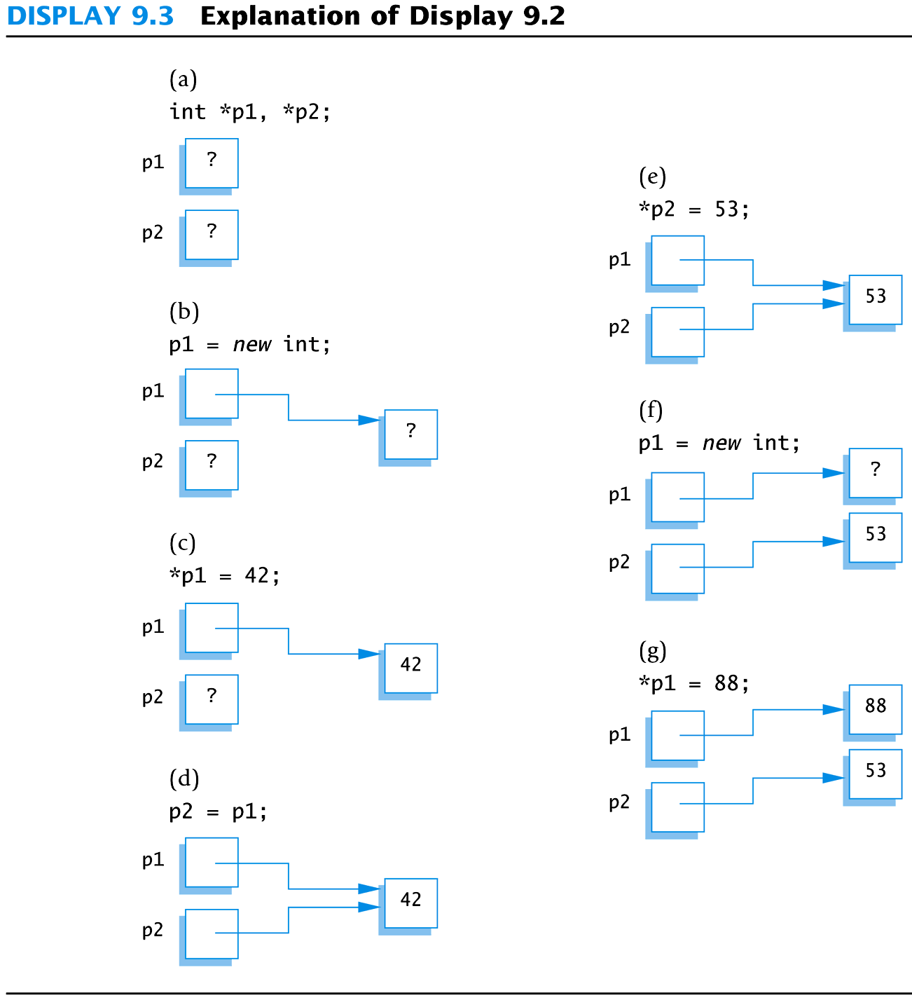 DISPLAY 9.3 Explanation of Display 9.2
(a)
int *p1, *p2;
p1 ?
p2 ?
(b)
p1 = new int;
p1
?
p2 ?
(c)
*p1 = 42;
p1
42
p2 ?
(d)
p2 = p1;
p1
42
p2
(e)
*p2 = 53;
p1
53
p2
(f)
p1 = new int;
?
p1
53
p2
(g)
*p1 = 88;
88
p1
53
p2